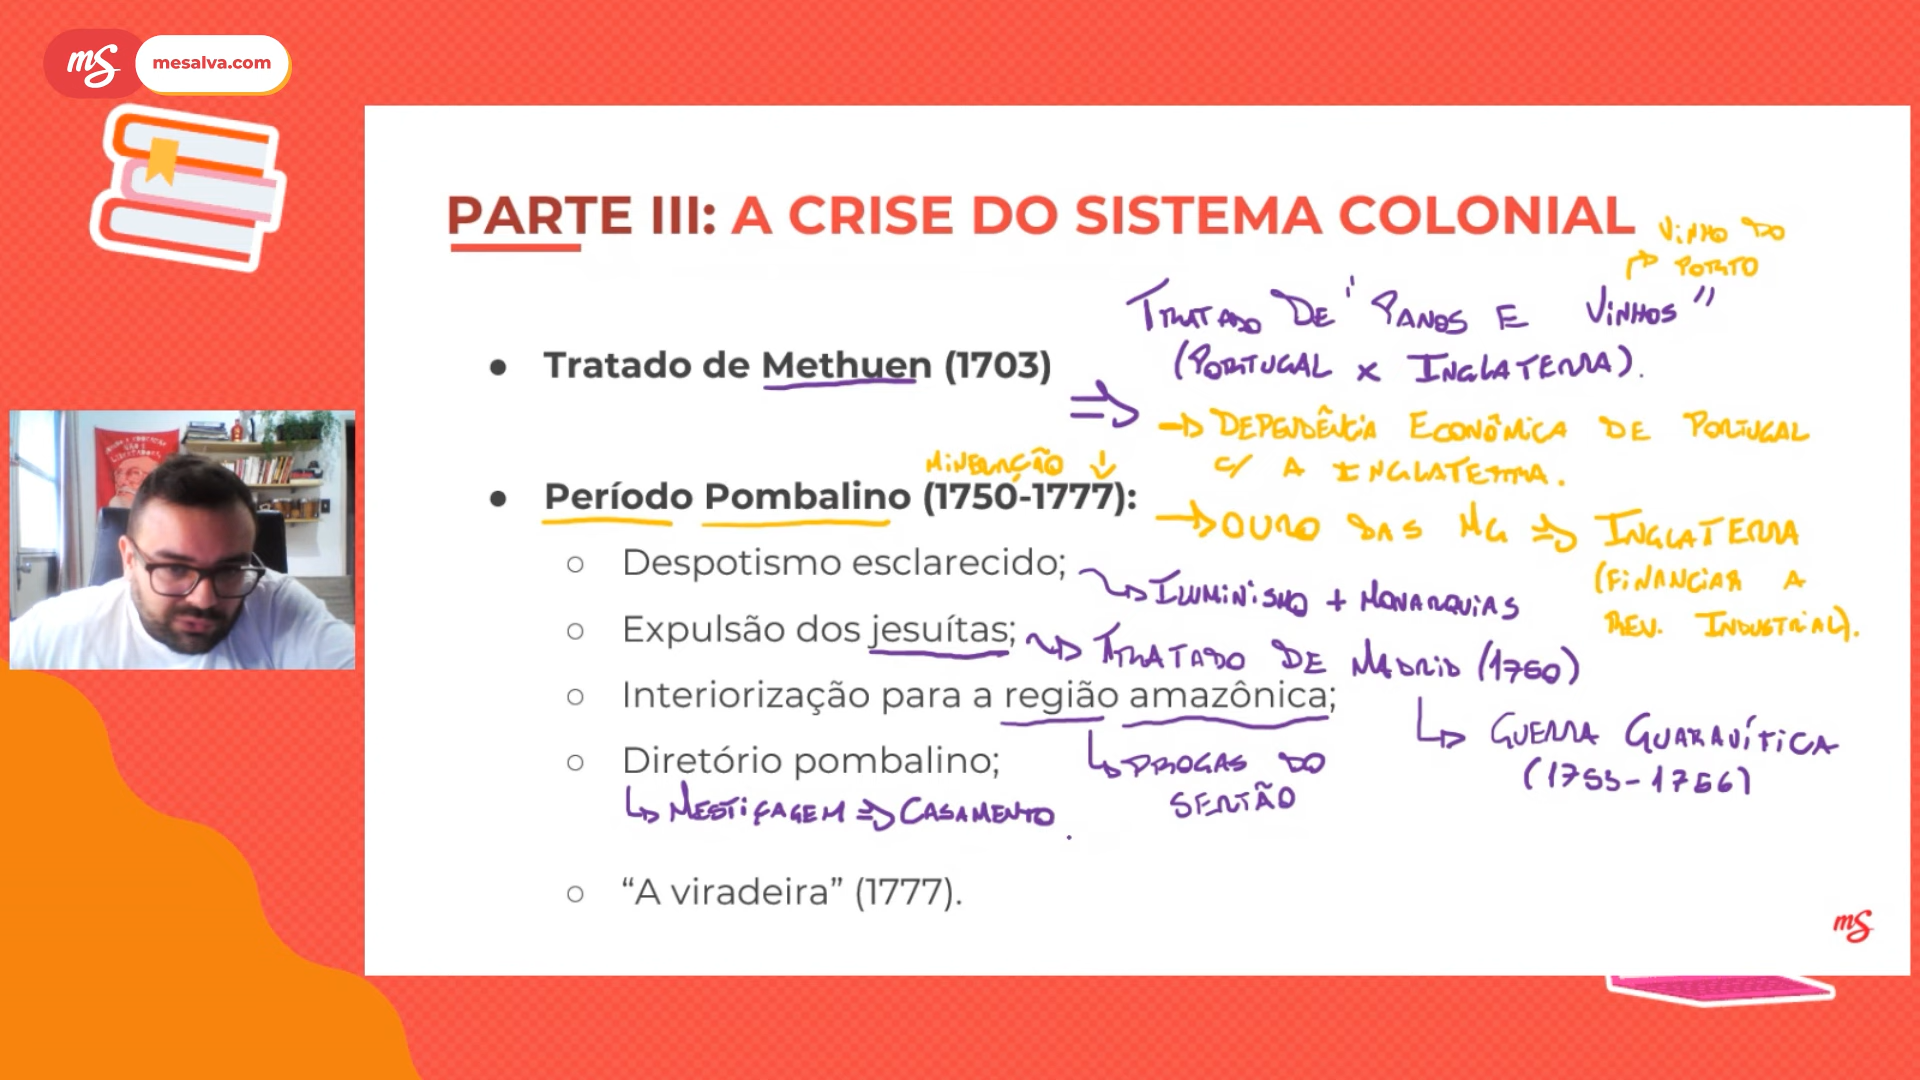 mS mesalva.com
PARTE III: A CRISE DO SISTEMA COLONIAL
VINHO DO
PORTO
TRATADO DE "PANOS E VINHOS"
(PORTUGAL x INGLATERRA).
Tratado de Methuen (1703)
⇒
→ DEPENDÊNCIA ECONÔMICA DE PORTUGAL
C/ A INGLATERRA.
MINERAÇÃO ↓
Período Pombalino (1750-1777):
→ OURO DAS MG ⇒ INGLATERRA
(FINANCIAR A
REV. INDUSTRIAL).
Despotismo esclarecido;
ILUMINISMO + MONARQUIAS
Expulsão dos jesuítas;
TRATADO DE MADRID (1750)
Interiorização para a região amazônica;
GUERRA GUARANÍTICA
(1753-1756)
DROGAS DO
SERTÃO
Diretório pombalino;
MESTIÇAGEM ⇒ CASAMENTO.
“A viradeira” (1777).
mS